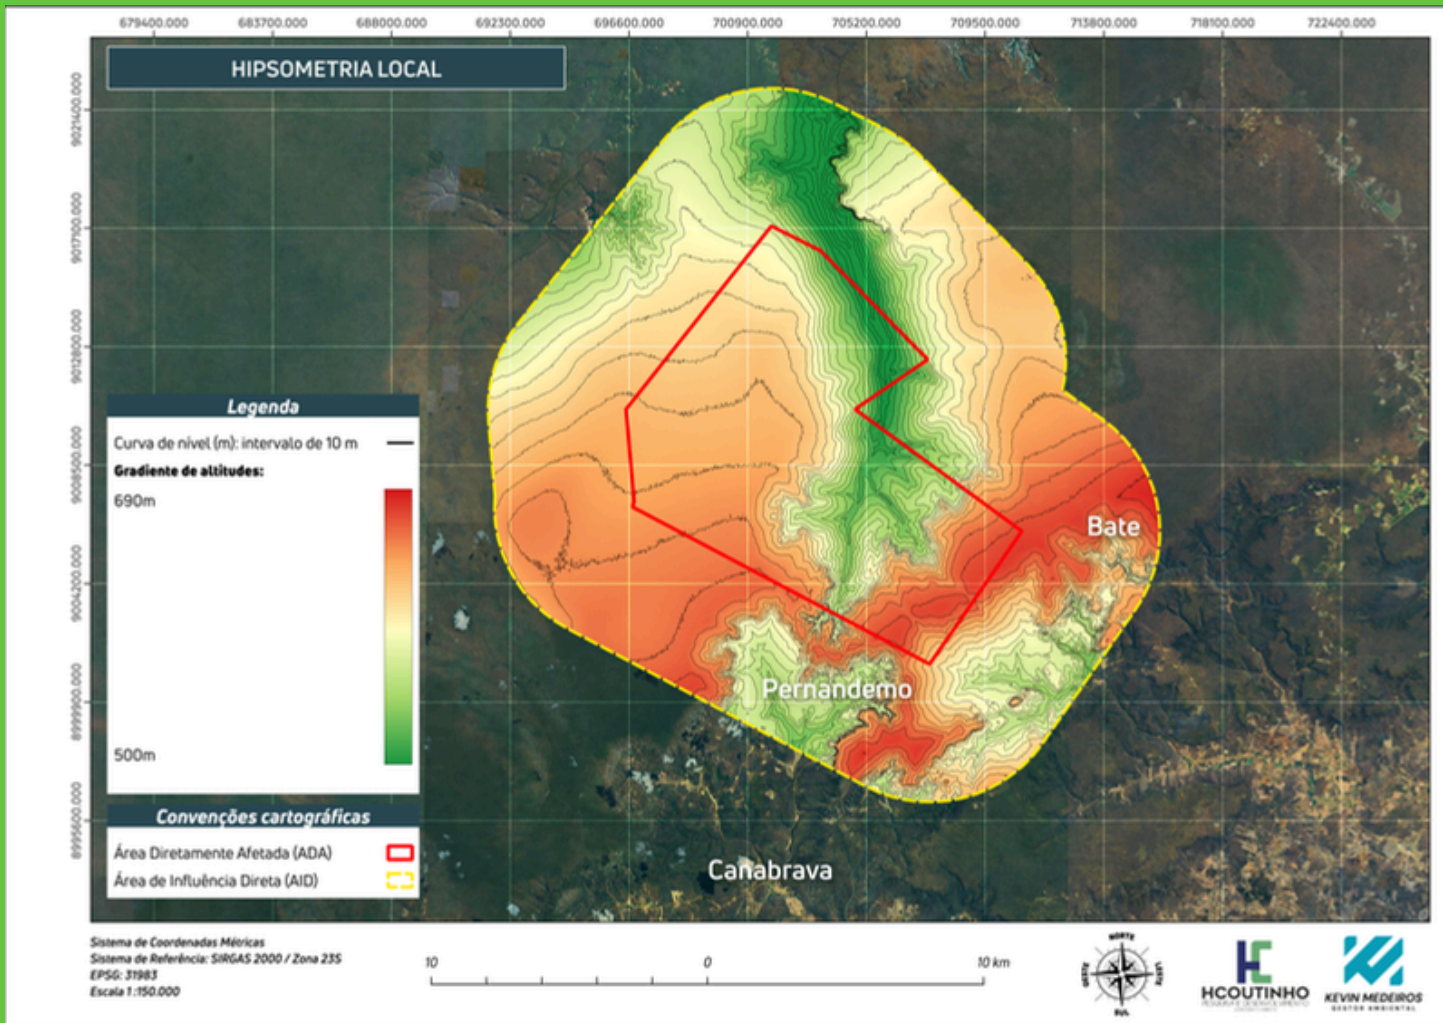 679400.000 683700.000 688000.000 692300.000 696600.000 700900.000 705200.000 709500.000 713800.000 718100.000 722400.000
HIPSOMETRIA LOCAL
9021400.000
9017100.000
9012800.000
9008500.000
9004200.000
8999900.000
8995600.000
Legenda
Curva de nível (m): intervalo de 10 m
Gradiente de altitudes:
690m
500m
Convenções cartográficas
Área Diretamente Afetada (ADA)
Área de Influência Direta (AID)
Bate
Pernandemo
Canabrava
Sistema de Coordenadas Métricas
Sistema de Referência: SIRGAS 2000 / Zona 23S
EPSG: 31983
Escala 1:150.000
10 0 10 km
NORTE
OESTE
LESTE
SUL
HCOUTINHO
KEVIN MEDEIROS
GESTOR AMBIENTAL